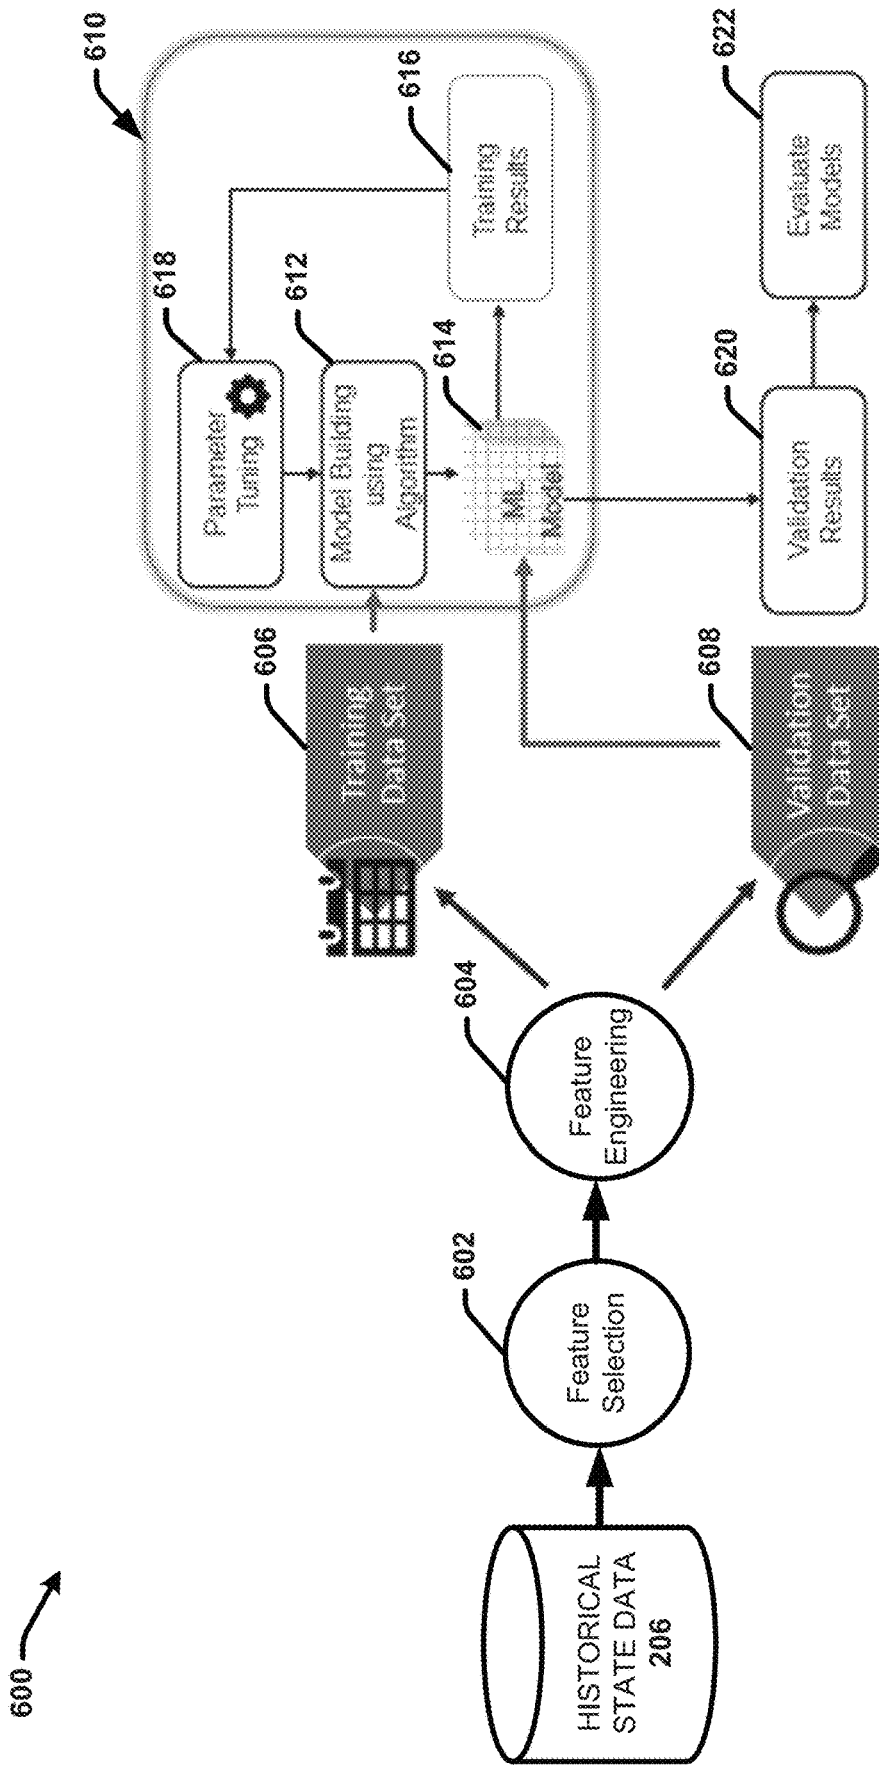 600
HISTORICAL
STATE DATA
206
602
Feature
Selection
604
Feature
Engineering
606
Training
Data Set
608
Validation
Data Set
610
618
Parameter
Tuning
612
Model Building
using
Algorithm
614
ML
Model
616
Training
Results
620
Validation
Results
622
Evaluate
Models